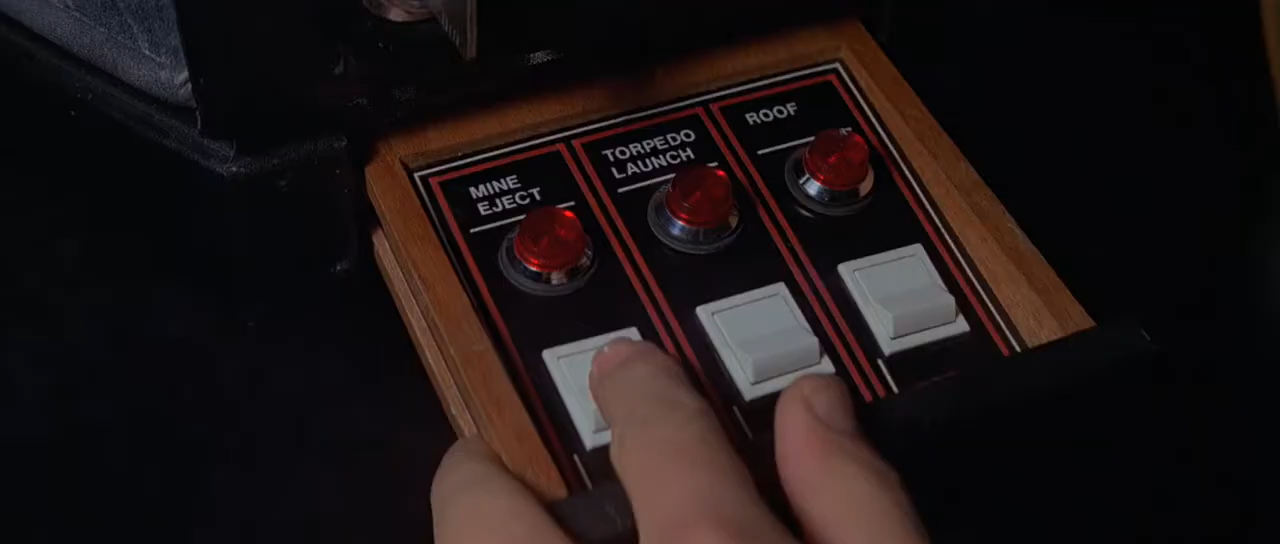 MINE
EJECT
TORPEDO
LAUNCH
ROOF